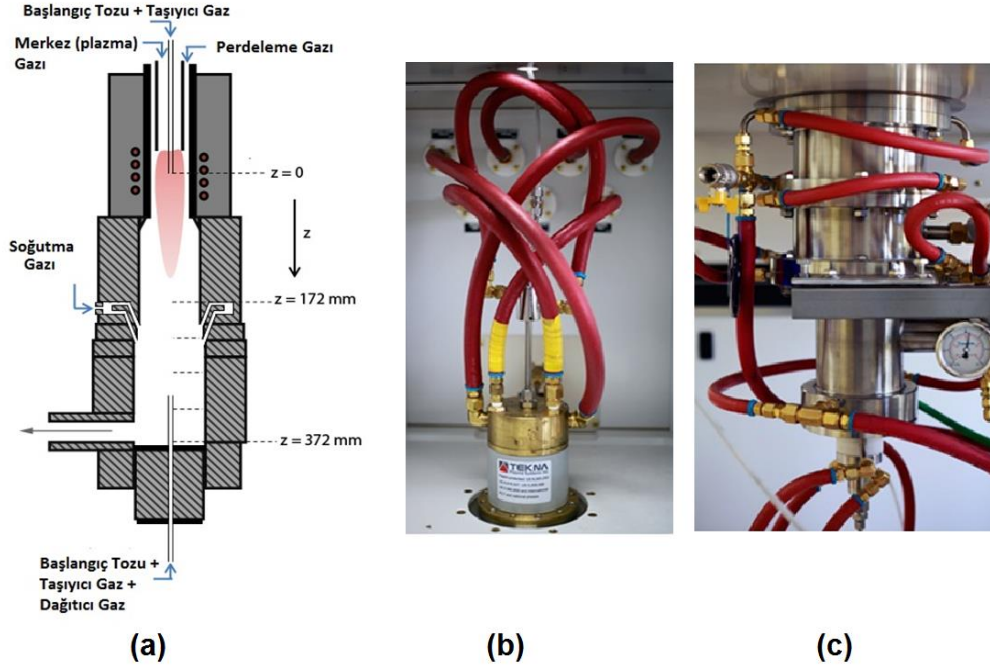 Başlangıç Tozu + Taşıyıcı Gaz
Merkez (plazma)
Gazı
Perdeleme Gazı
z = 0
z
Soğutma
Gazı
z = 172 mm
z = 372 mm
Başlangıç Tozu +
Taşıyıcı Gaz +
Dağıtıcı Gaz
TEKNA
(a)
(b)
(c)